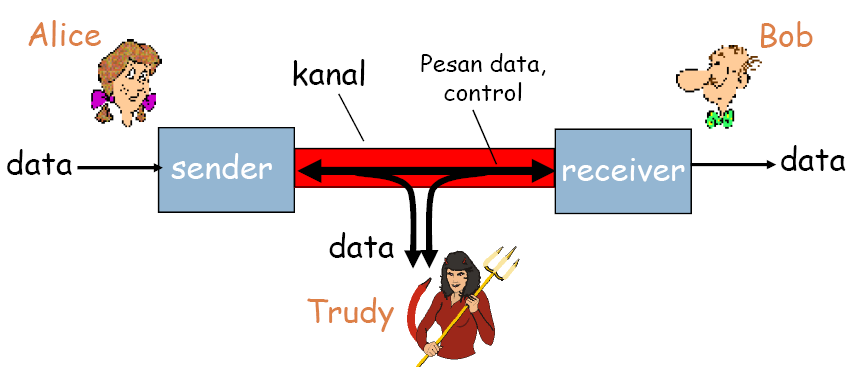 Alice
Bob
kanal
Pesan data,
control
data
sender
receiver
data
data
Trudy